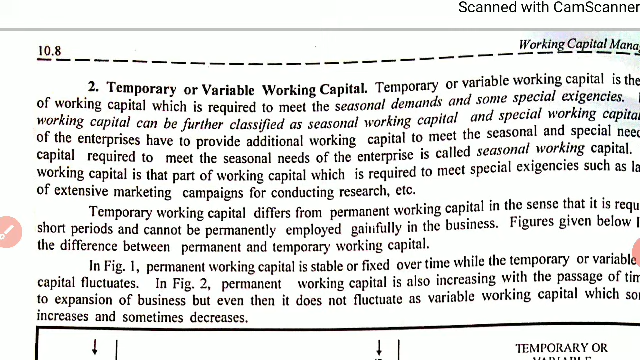 Scanned with CamScanner
10.8
Working Capital Mana
2. Temporary or Variable Working Capital. Temporary or variable working capital is the
of working capital which is required to meet the seasonal demands and some special exigencies.
working capital can be further classified as seasonal working capital and special working capital
of the enterprises have to provide additional working capital to meet the seasonal and special need
capital required to meet the seasonal needs of the enterprise is called seasonal working capital.
working capital is that part of working capital which is required to meet special exigencies such as la
of extensive marketing campaigns for conducting research, etc.
Temporary working capital differs from permanent working capital in the sense that it is requ
short periods and cannot be permanently employed gainfully in the business. Figures given below
the difference between permanent and temporary working capital.
In Fig. 1, permanent working capital is stable or fixed over time while the temporary or variable
capital fluctuates. In Fig. 2, permanent working capital is also increasing with the passage of tim
to expansion of business but even then it does not fluctuate as variable working capital which so
increases and sometimes decreases.
TEMPORARY OR
VARIABLE